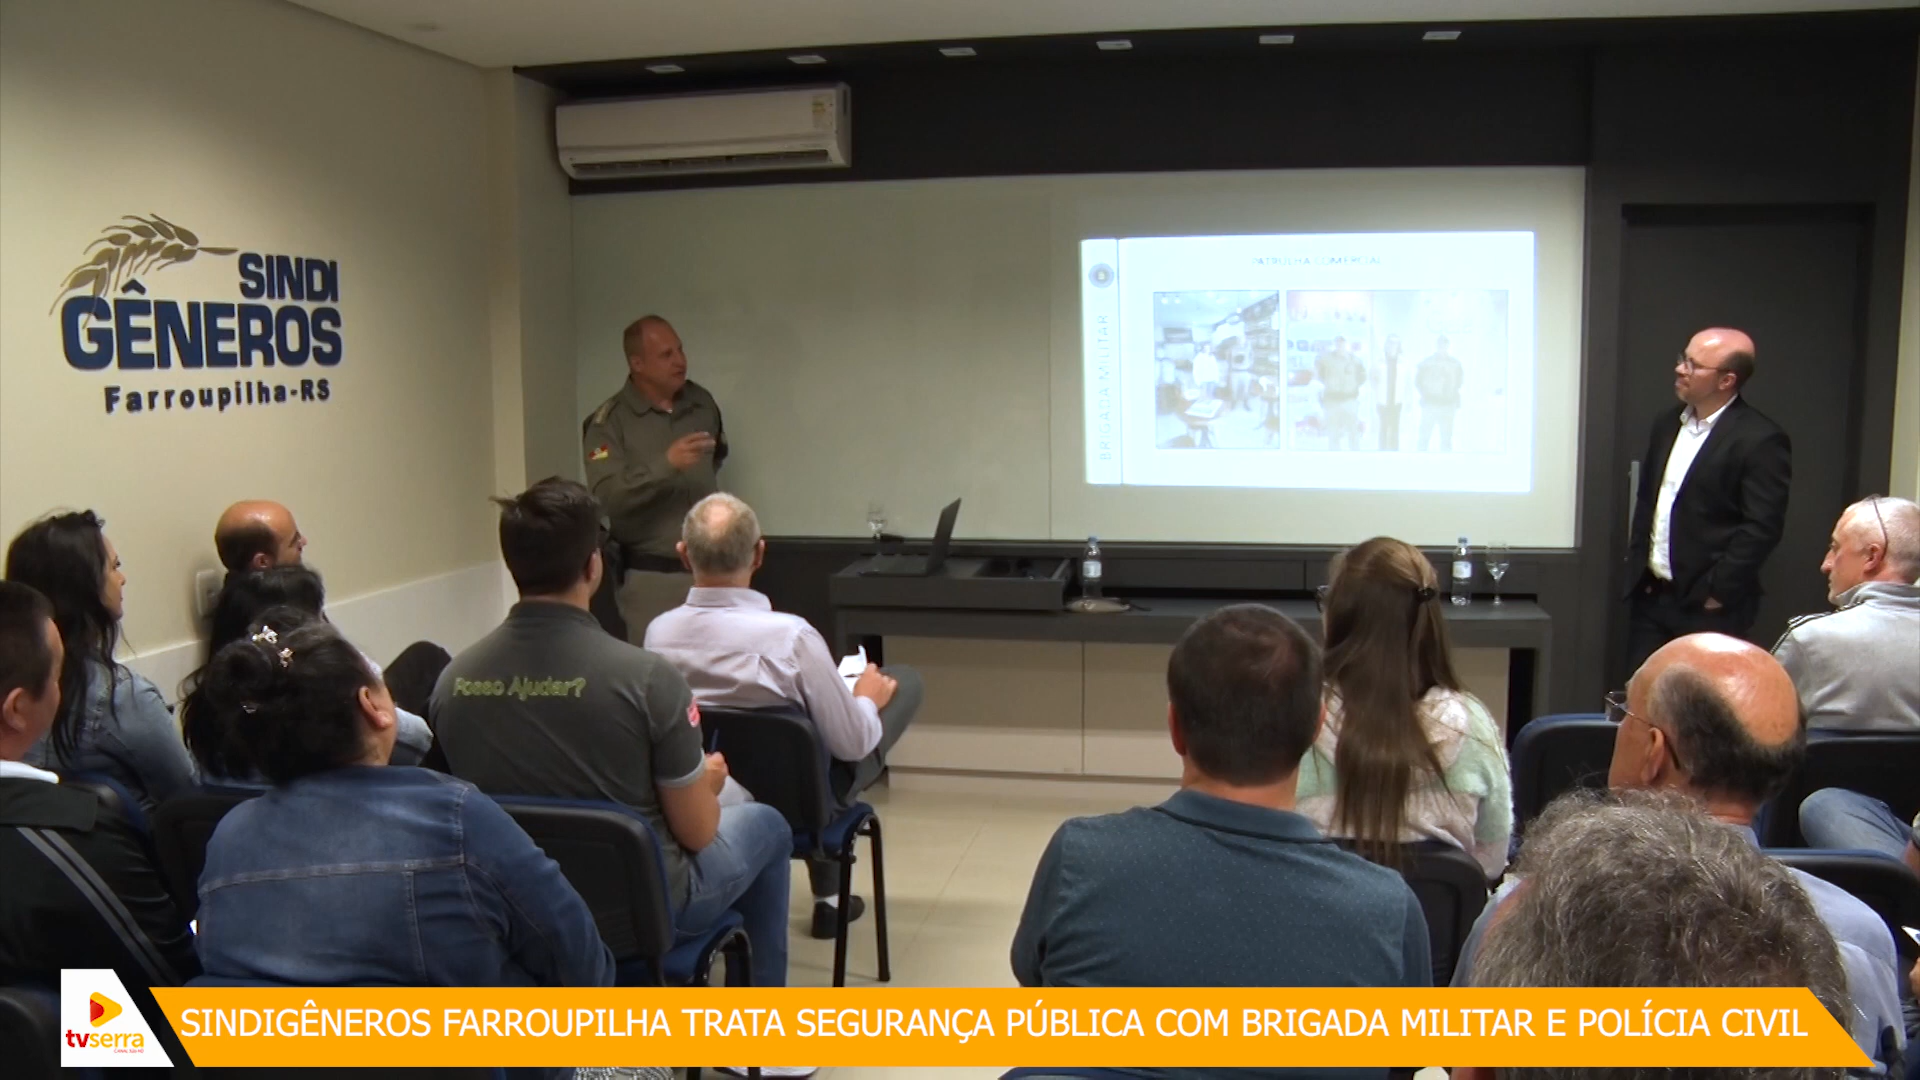 SINDI
GÊNEROS
Farroupilha-RS
PATRULHA COMERCIAL
BRIGADA MILITAR
Posso Ajudar?
tvserra
SINDIGÊNEROS FARROUPILHA TRATA SEGURANÇA PÚBLICA COM BRIGADA MILITAR E POLÍCIA CIVIL